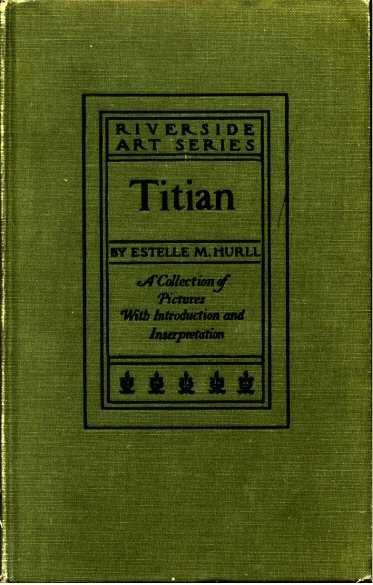 RIVERSIDE
ART SERIES
Titian
BY ESTELLE M. HURLL
A Collection of
Pictures
With Introduction and
Interpretation